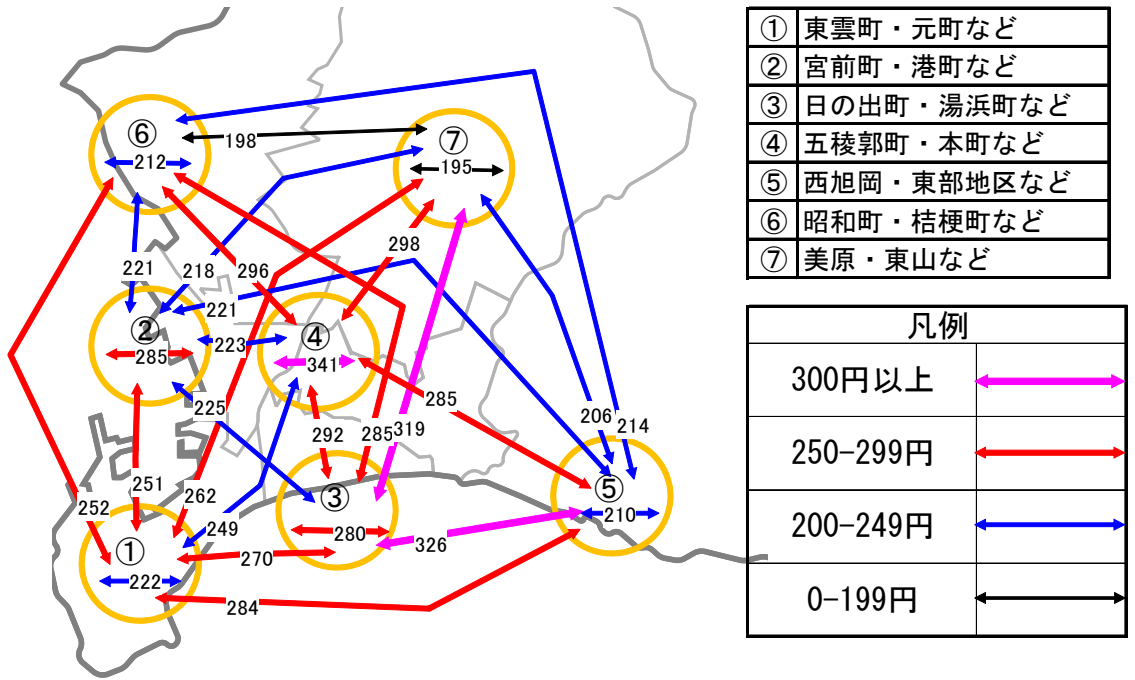 ① 東雲町・元町など
② 宮前町・港町など
③ 日の出町・湯浜町など
④ 五稜郭町・本町など
⑤ 西旭岡・東部地区など
⑥ 昭和町・桔梗町など
⑦ 美原・東山など
凡例
300円以上
250-299円
200-249円
0-199円
⑥
⑦
198
212
195
298
221
218
296
221
②
④
223
285
341
225
285
206
214
292
285
319
⑤
③
251
262
252
249
210
280
326
①
270
222
284